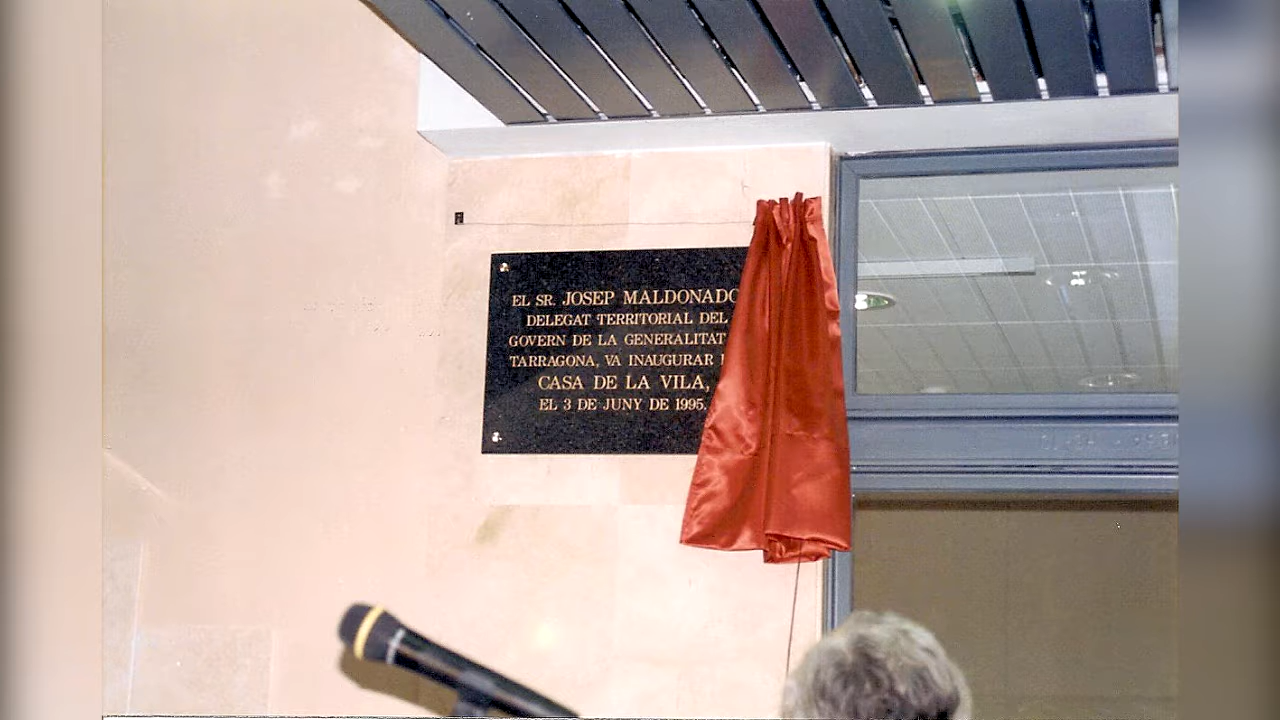 EL SR. JOSEP MALDONADO
DELEGAT TERRITORIAL DEL
GOVERN DE LA GENERALITAT
TARRAGONA, VA INAUGURAR
CASA DE LA VILA,
EL 3 DE JUNY DE 1995.